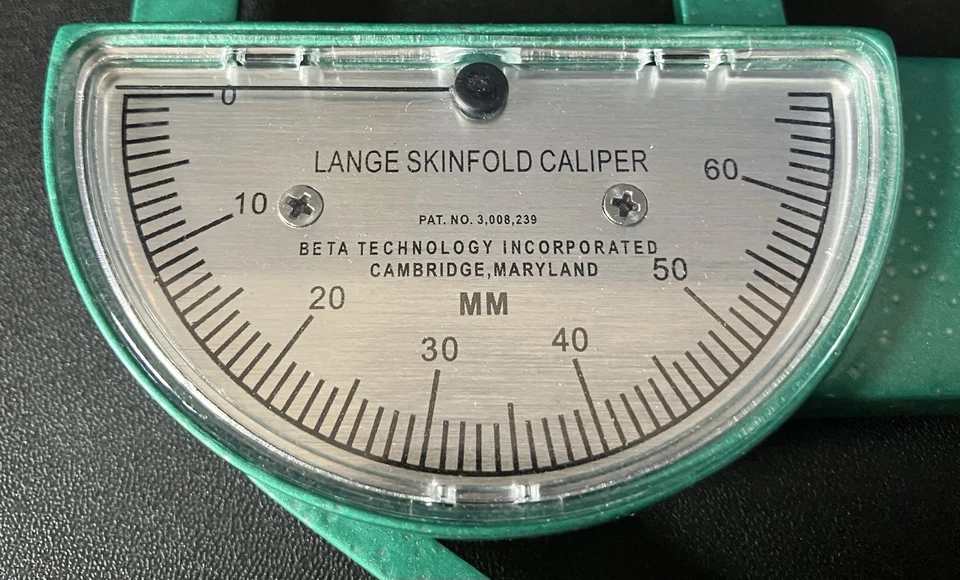 0
LANGE SKINFOLD CALIPER
60
10
PAT. NO. 3,008,239
BETA TECHNOLOGY INCORPORATED
CAMBRIDGE,MARYLAND
50
20
MM
30
40